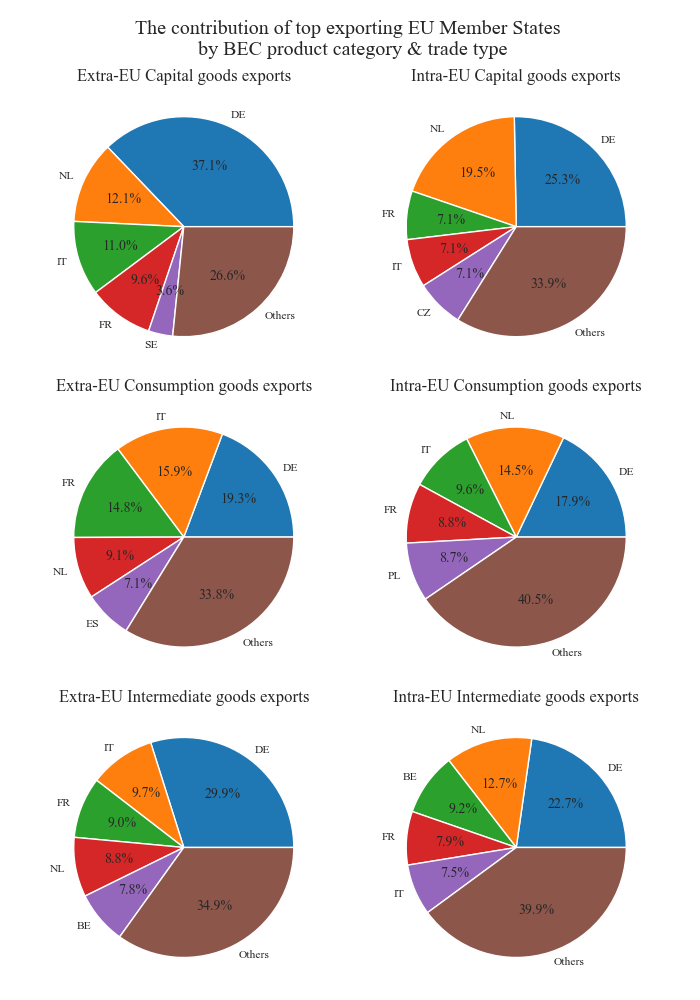 The contribution of top exporting EU Member States
by BEC product category & trade type
Extra-EU Capital goods exports
DE
37.1%
NL
12.1%
IT
11.0%
FR
9.6%
SE
3.6%
Others
26.6%
Intra-EU Capital goods exports
DE
25.3%
NL
19.5%
FR
7.1%
IT
7.1%
CZ
7.1%
Others
33.9%
Extra-EU Consumption goods exports
DE
19.3%
IT
15.9%
FR
14.8%
NL
9.1%
ES
7.1%
Others
33.8%
Intra-EU Consumption goods exports
DE
17.9%
NL
14.5%
IT
9.6%
FR
8.8%
PL
8.7%
Others
40.5%
Extra-EU Intermediate goods exports
DE
29.9%
IT
9.7%
FR
9.0%
NL
8.8%
BE
7.8%
Others
34.9%
Intra-EU Intermediate goods exports
DE
22.7%
NL
12.7%
BE
9.2%
FR
7.9%
IT
7.5%
Others
39.9%